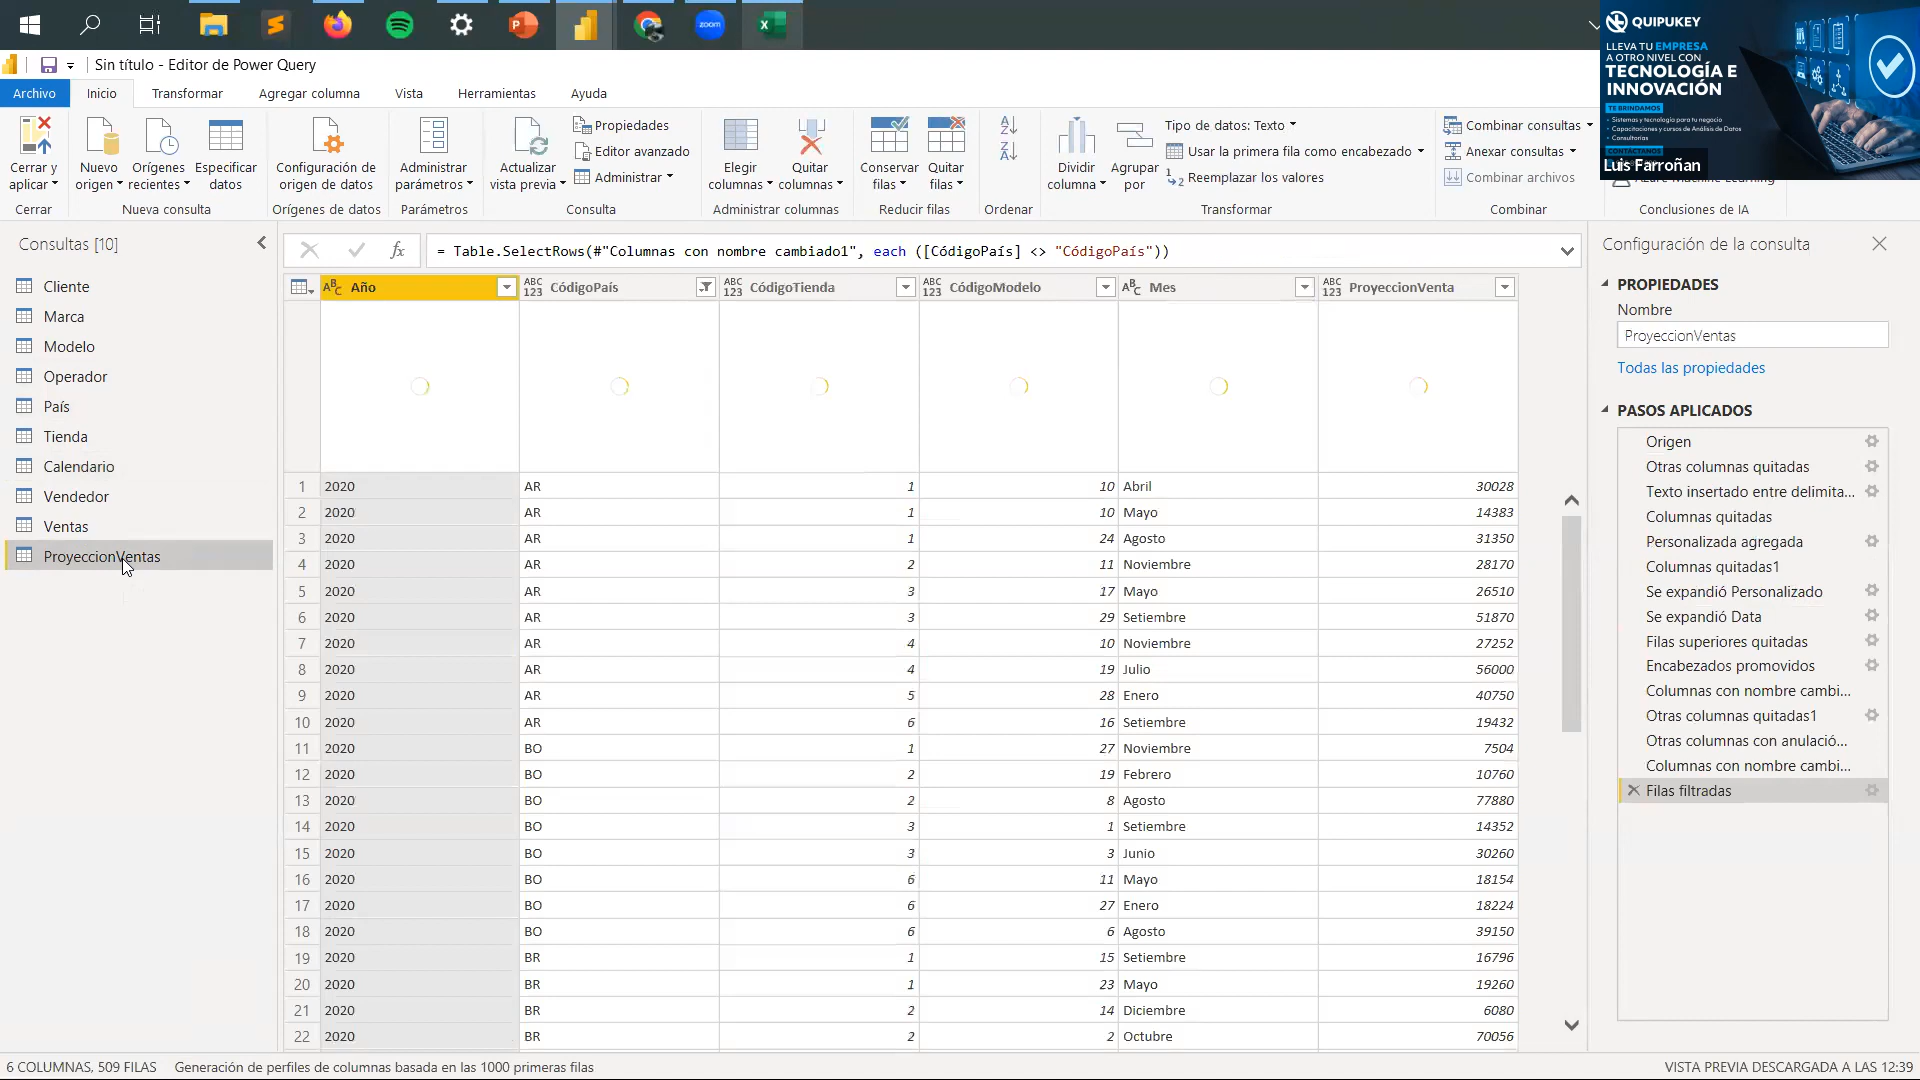 QUIPUKEY
LLEVA TU EMPRESA
A OTRO NIVEL CON
TECNOLOGÍA E
INNOVACIÓN
TE BRINDAMOS
Sistemas y tecnología para tu negocio
Capacitaciones y cursos de Análisis de Datos
Consultorías
Luis Farroñan
zoom
Sin título - Editor de Power Query
Archivo Inicio Transformar Agregar columna Vista Herramientas Ayuda
Cerrar y aplicar
Nuevo origen
Orígenes recientes
Especificar datos
Configuración de origen de datos
Administrar parámetros
Actualizar vista previa
Propiedades
Editor avanzado
Administrar
Elegir columnas
Quitar columnas
Conservar filas
Quitar filas
Dividir columna
Agrupar por
Tipo de datos: Texto
Usar la primera fila como encabezado
Reemplazar los valores
Combinar consultas
Anexar consultas
Combinar archivos
Cerrar Nueva consulta Orígenes de datos Parámetros Consulta Administrar columnas Reducir filas Ordenar Transformar Combinar Conclusiones de IA
Consultas [10]
Cliente
Marca
Modelo
Operador
País
Tienda
Calendario
Vendedor
Ventas
ProyeccionVentas
= Table.SelectRows(#"Columnas con nombre cambiado1", each ([CódigoPaís] <> "CódigoPaís"))
Año CódigoPaís CódigoTienda CódigoModelo Mes ProyeccionVenta
1 2020 AR 1 10 Abril 30028
2 2020 AR 1 10 Mayo 14383
3 2020 AR 1 24 Agosto 31350
4 2020 AR 2 11 Noviembre 28170
5 2020 AR 3 17 Mayo 26510
6 2020 AR 3 29 Setiembre 51870
7 2020 AR 4 10 Noviembre 27252
8 2020 AR 4 19 Julio 56000
9 2020 AR 5 28 Enero 40750
10 2020 AR 6 16 Setiembre 19432
11 2020 BO 1 27 Noviembre 7504
12 2020 BO 2 19 Febrero 10760
13 2020 BO 2 8 Agosto 77880
14 2020 BO 3 1 Setiembre 14352
15 2020 BO 3 3 Junio 30260
16 2020 BO 6 11 Mayo 18154
17 2020 BO 6 27 Enero 18224
18 2020 BO 6 6 Agosto 39150
19 2020 BR 1 15 Setiembre 16796
20 2020 BR 1 23 Mayo 19260
21 2020 BR 2 14 Diciembre 6080
22 2020 BR 2 2 Octubre 70056
Configuración de la consulta
PROPIEDADES
Nombre
ProyeccionVentas
Todas las propiedades
PASOS APLICADOS
Origen
Otras columnas quitadas
Texto insertado entre delimita...
Columnas quitadas
Personalizada agregada
Columnas quitadas1
Se expandió Personalizado
Se expandió Data
Filas superiores quitadas
Encabezados promovidos
Columnas con nombre cambi...
Otras columnas quitadas1
Otras columnas con anulació...
Columnas con nombre cambi...
Filas filtradas
6 COLUMNAS, 509 FILAS Generación de perfiles de columnas basada en las 1000 primeras filas VISTA PREVIA DESCARGADA A LAS 12:39